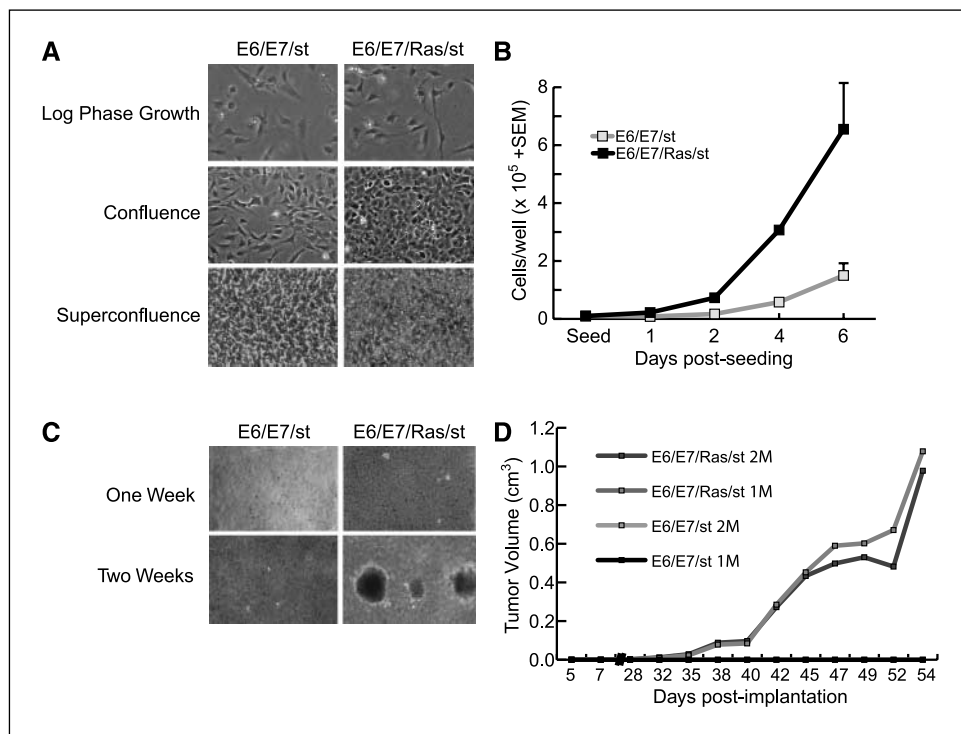 A
E6/E7/st E6/E7/Ras/st
Log Phase Growth
Confluence
Superconfluence
B
Cells/well (x 10⁵ +SEM)
8
6
4
2
0
E6/E7/st
E6/E7/Ras/st
Seed 1 2 4 6
Days post-seeding
C
E6/E7/st E6/E7/Ras/st
One Week
Two Weeks
D
Tumor Volume (cm³)
1.2
1.0
0.8
0.6
0.4
0.2
0.0
E6/E7/Ras/st 2M
E6/E7/Ras/st 1M
E6/E7/st 2M
E6/E7/st 1M
5 7 28 32 35 38 40 42 45 47 49 52 54
Days post-implantation